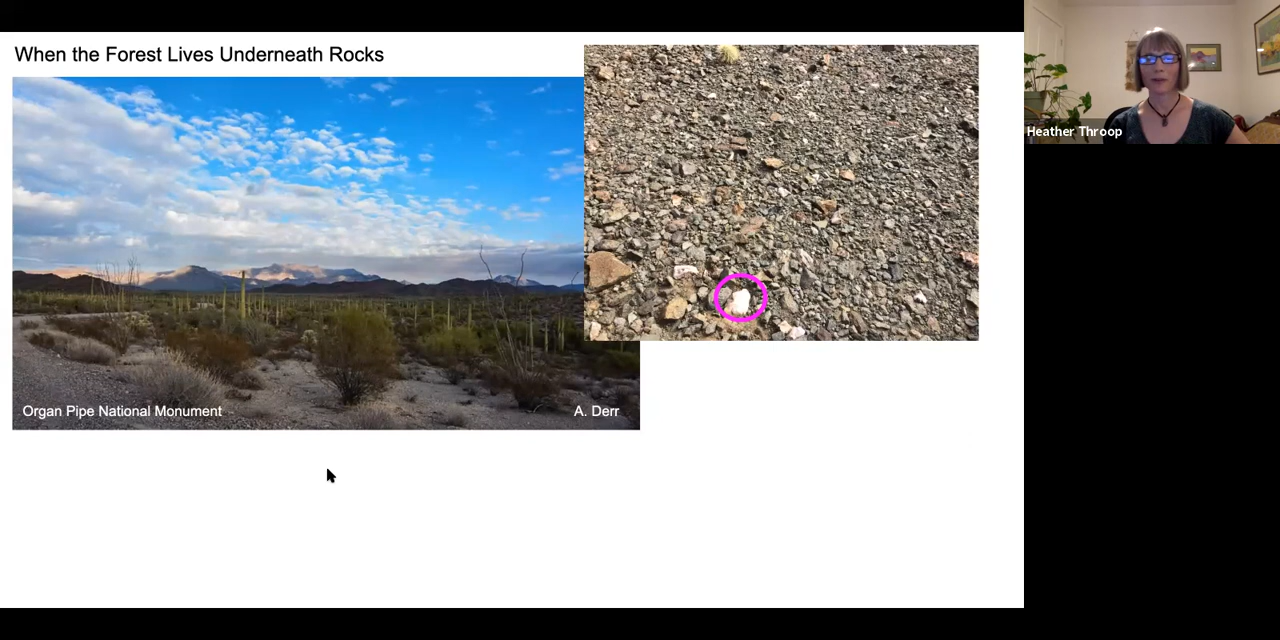 When the Forest Lives Underneath Rocks
Heather Throop
Organ Pipe National Monument
A. Derr